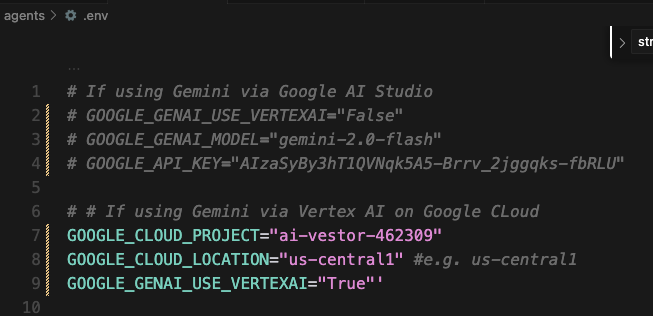 agents > .env
> str
...
1 # If using Gemini via Google AI Studio
2 # GOOGLE_GENAI_USE_VERTEXAI="False"
3 # GOOGLE_GENAI_MODEL="gemini-2.0-flash"
4 # GOOGLE_API_KEY="AIzaSyBy3hT1QVNqk5A5-Brrv_2jggqks-fbRLU"
5
6 # # If using Gemini via Vertex AI on Google CLoud
7 GOOGLE_CLOUD_PROJECT="ai-vestor-462309"
8 GOOGLE_CLOUD_LOCATION="us-central1" #e.g. us-central1
9 GOOGLE_GENAI_USE_VERTEXAI="True"'
10